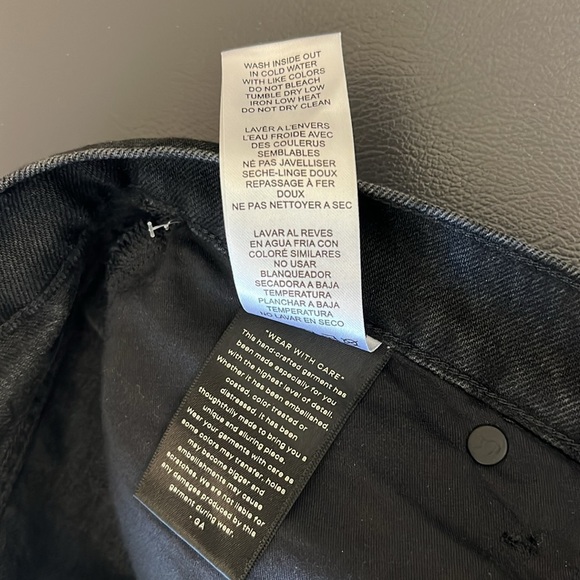 WASH INSIDE OUT
IN COLD WATER
WITH LIKE COLORS
DO NOT BLEACH
TUMBLE DRY LOW
IRON LOW HEAT
DO NOT DRY CLEAN
LAVÉR A L'ENVERS
L'EAU FROIDE AVEC
DES COULERUS
SEMBLABLES
NÉ PAS JAVELLISER
SECHE-LINGE DOUX
REPASSAGE À FER
DOUX
NE PAS NETTOYER A SEC
LAVAR AL REVES
EN AGUA FRIA CON
COLORÉ SIMILARES
NO USAR
BLANQUEADOR
SECADORA A BAJA
TEMPERATURA
PLANCHAR A BAJA
TEMPERATURA
NO LAVAR EN SECO
"WEAR WITH CARE"
This hand-crafted garment has
been made especially for you
with the highest level of detail.
Whether it has been embellished,
coated, color treated or
distressed. It has been
thoughtfully made to bring you a
unique and alluring piece.
Wear your garments with care as
some colors may transfer, holes
may become bigger and
embellishments may cause
scratches. We are not liable for
any damages produced by this
garment during wear.
. GA